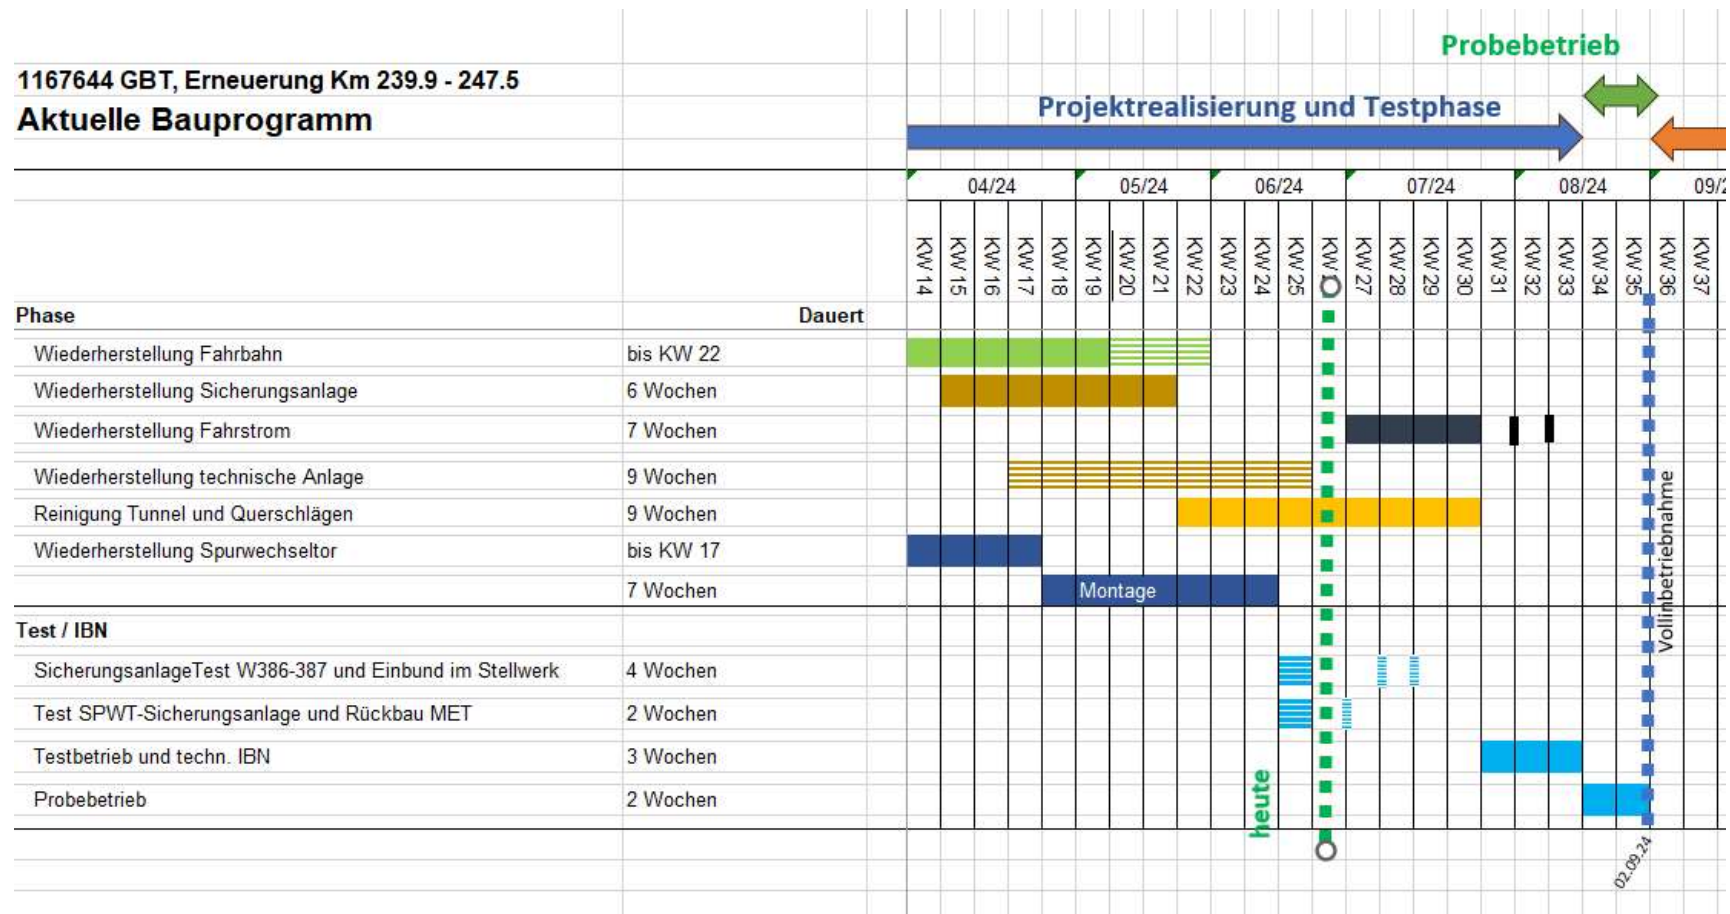 Probebetrieb
1167644 GBT, Erneuerung Km 239.9 - 247.5
Projektrealisierung und Testphase
Aktuelle Bauprogramm
04/24 05/24 06/24 07/24 08/24
KW 14 KW 15 KW 16 KW 17 KW 18 KW 19 KW 20 KW 21 KW 22 KW 23 KW 24 KW 25 KW KW 27 KW 28 KW 29 KW 30 KW 31 KW 32 KW 33 KW 34 KW 35 KW 36 KW 37
Phase Dauert
Wiederherstellung Fahrbahn bis KW 22
Wiederherstellung Sicherungsanlage 6 Wochen
Wiederherstellung Fahrstrom 7 Wochen
Wiederherstellung technische Anlage 9 Wochen
Reinigung Tunnel und Querschlägen 9 Wochen
Wiederherstellung Spurwechseltor bis KW 17
7 Wochen Montage
Vollinbetriebnahme
Test / IBN
SicherungsanlageTest W386-387 und Einbund im Stellwerk 4 Wochen
Test SPWT-Sicherungsanlage und Rückbau MET 2 Wochen
Testbetrieb und techn. IBN 3 Wochen
Probebetrieb 2 Wochen
heute
02.09.24